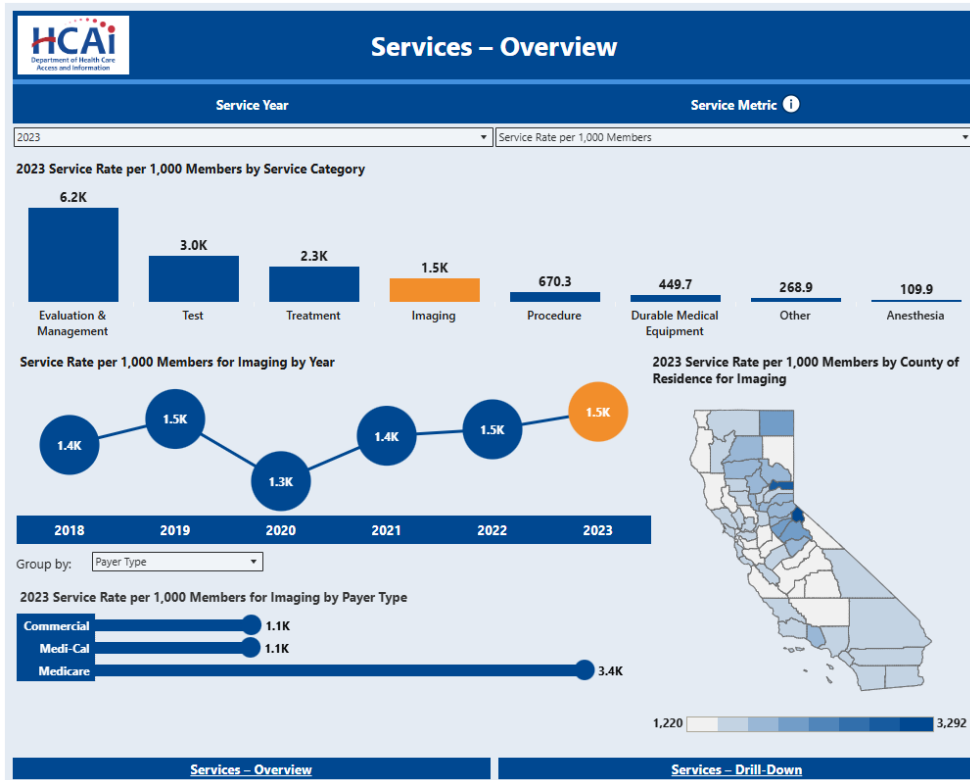 HCAi
Department of Health Care
Access and Information
Services – Overview
Service Year
Service Metric i
2023
Service Rate per 1,000 Members
2023 Service Rate per 1,000 Members by Service Category
6.2K
3.0K
2.3K
1.5K
670.3
449.7
268.9
109.9
Evaluation &
Management
Test
Treatment
Imaging
Procedure
Durable Medical
Equipment
Other
Anesthesia
Service Rate per 1,000 Members for Imaging by Year
1.4K
1.5K
1.3K
1.4K
1.5K
1.5K
2018
2019
2020
2021
2022
2023
Group by:
Payer Type
2023 Service Rate per 1,000 Members for Imaging by Payer Type
Commercial
1.1K
Medi-Cal
1.1K
Medicare
3.4K
2023 Service Rate per 1,000 Members by County of
Residence for Imaging
1,220
3,292
Services – Overview
Services – Drill-Down